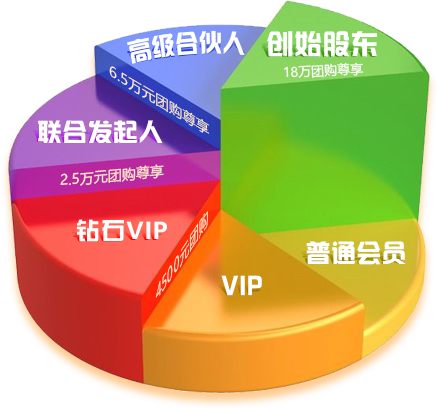 高级合伙人
6.5万元团购尊享
创始股东
18万团购尊享
联合发起人
2.5万元团购尊享
钻石VIP
4500元团购
VIP
普通会员